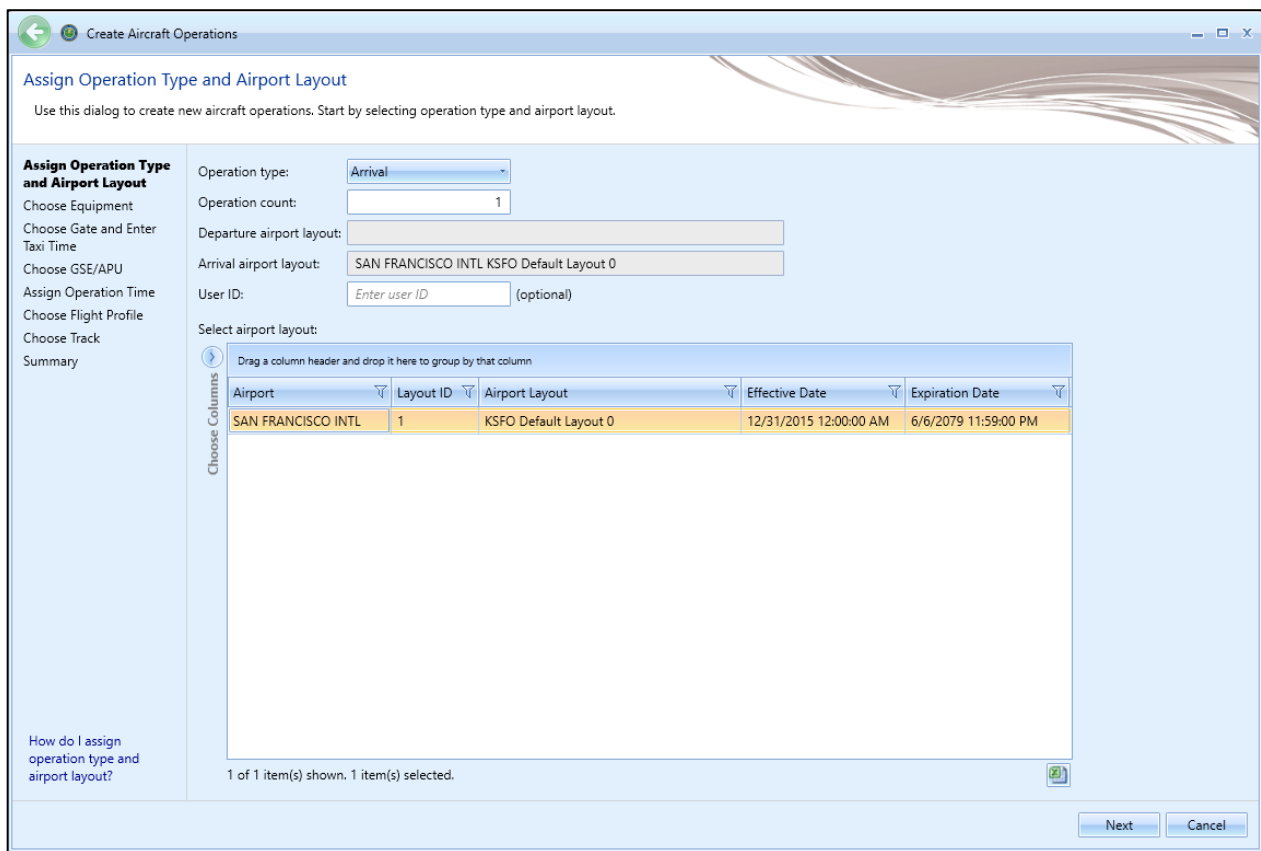 Create Aircraft Operations
Assign Operation Type and Airport Layout
Use this dialog to create new aircraft operations. Start by selecting operation type and airport layout.
Assign Operation Type
and Airport Layout
Choose Equipment
Choose Gate and Enter
Taxi Time
Choose GSE/APU
Assign Operation Time
Choose Flight Profile
Choose Track
Summary
How do I assign
operation type and
airport layout?
Operation type: Arrival
Operation count: 1
Departure airport layout:
Arrival airport layout: SAN FRANCISCO INTL KSFO Default Layout 0
User ID: Enter user ID (optional)
Select airport layout:
Choose Columns
Drag a column header and drop it here to group by that column
Airport Layout ID Airport Layout Effective Date Expiration Date
SAN FRANCISCO INTL 1 KSFO Default Layout 0 12/31/2015 12:00:00 AM 6/6/2079 11:59:00 PM
1 of 1 item(s) shown. 1 item(s) selected.
Next Cancel